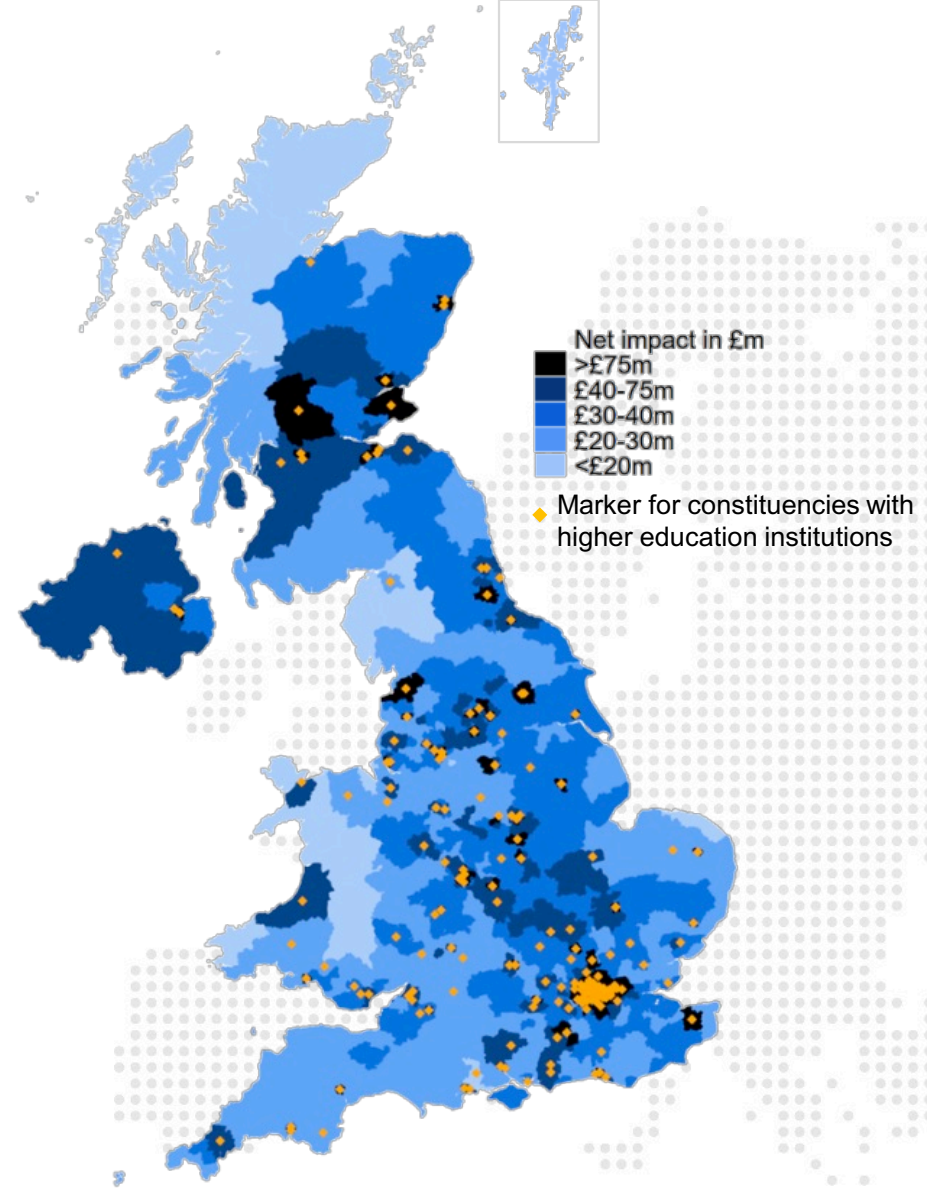 Net impact in £m
>£75m
£40-75m
£30-40m
£20-30m
<£20m
Marker for constituencies with
higher education institutions